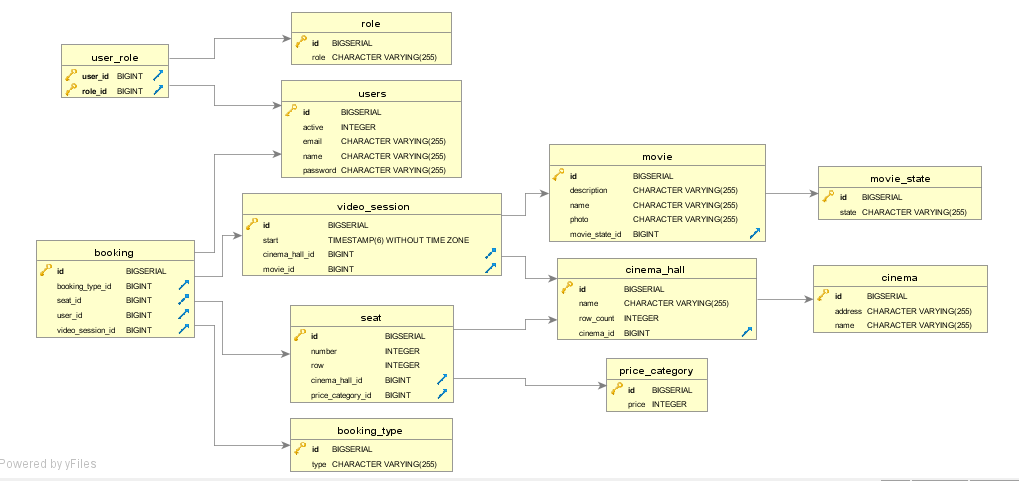 role
id BIGSERIAL
role CHARACTER VARYING(255)
user_role
user_id BIGINT
role_id BIGINT
users
id BIGSERIAL
active INTEGER
email CHARACTER VARYING(255)
name CHARACTER VARYING(255)
password CHARACTER VARYING(255)
movie
id BIGSERIAL
description CHARACTER VARYING(255)
name CHARACTER VARYING(255)
photo CHARACTER VARYING(255)
movie_state_id BIGINT
movie_state
id BIGSERIAL
state CHARACTER VARYING(255)
video_session
id BIGSERIAL
start TIMESTAMP(6) WITHOUT TIME ZONE
cinema_hall_id BIGINT
movie_id BIGINT
booking
id BIGSERIAL
booking_type_id BIGINT
seat_id BIGINT
user_id BIGINT
video_session_id BIGINT
cinema_hall
id BIGSERIAL
name CHARACTER VARYING(255)
row_count INTEGER
cinema_id BIGINT
cinema
id BIGSERIAL
address CHARACTER VARYING(255)
name CHARACTER VARYING(255)
seat
id BIGSERIAL
number INTEGER
row INTEGER
cinema_hall_id BIGINT
price_category_id BIGINT
price_category
id BIGSERIAL
price INTEGER
booking_type
id BIGSERIAL
type CHARACTER VARYING(255)
Powered by yFiles